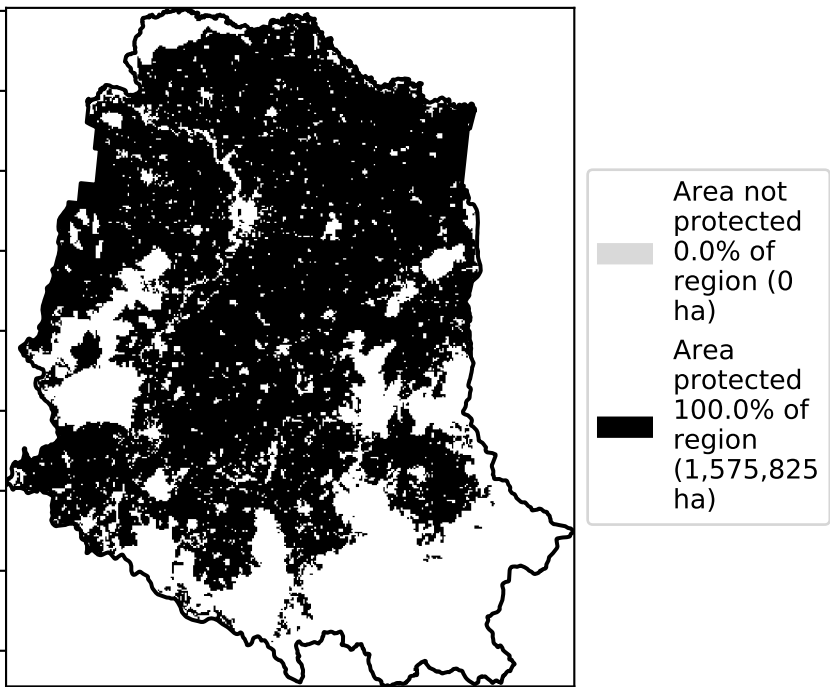 Area not
protected
0.0% of
region (0
ha)
Area
protected
100.0% of
region
(1,575,825
ha)